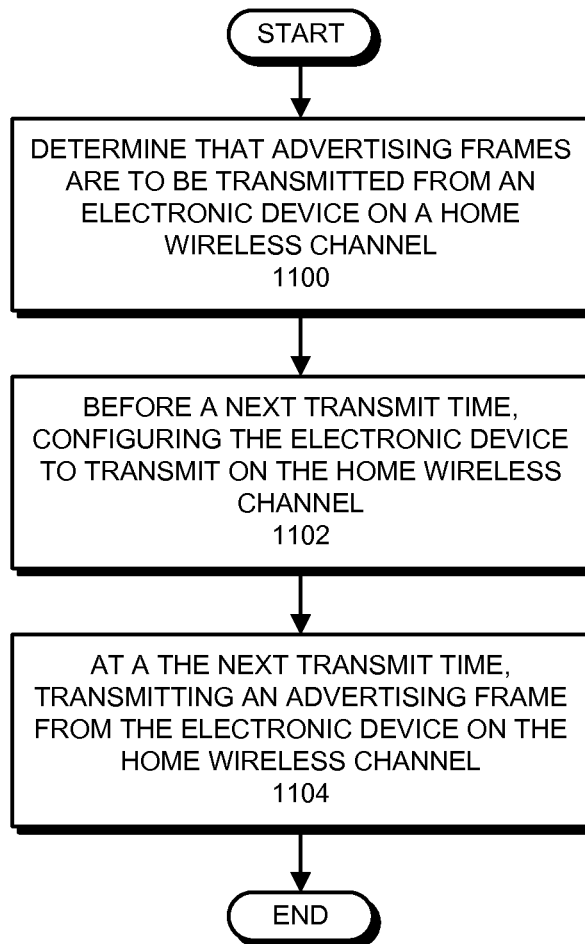 START
DETERMINE THAT ADVERTISING FRAMES
ARE TO BE TRANSMITTED FROM AN
ELECTRONIC DEVICE ON A HOME
WIRELESS CHANNEL
1100
BEFORE A NEXT TRANSMIT TIME,
CONFIGURING THE ELECTRONIC DEVICE
TO TRANSMIT ON THE HOME WIRELESS
CHANNEL
1102
AT A THE NEXT TRANSMIT TIME,
TRANSMITTING AN ADVERTISING FRAME
FROM THE ELECTRONIC DEVICE ON THE
HOME WIRELESS CHANNEL
1104
END